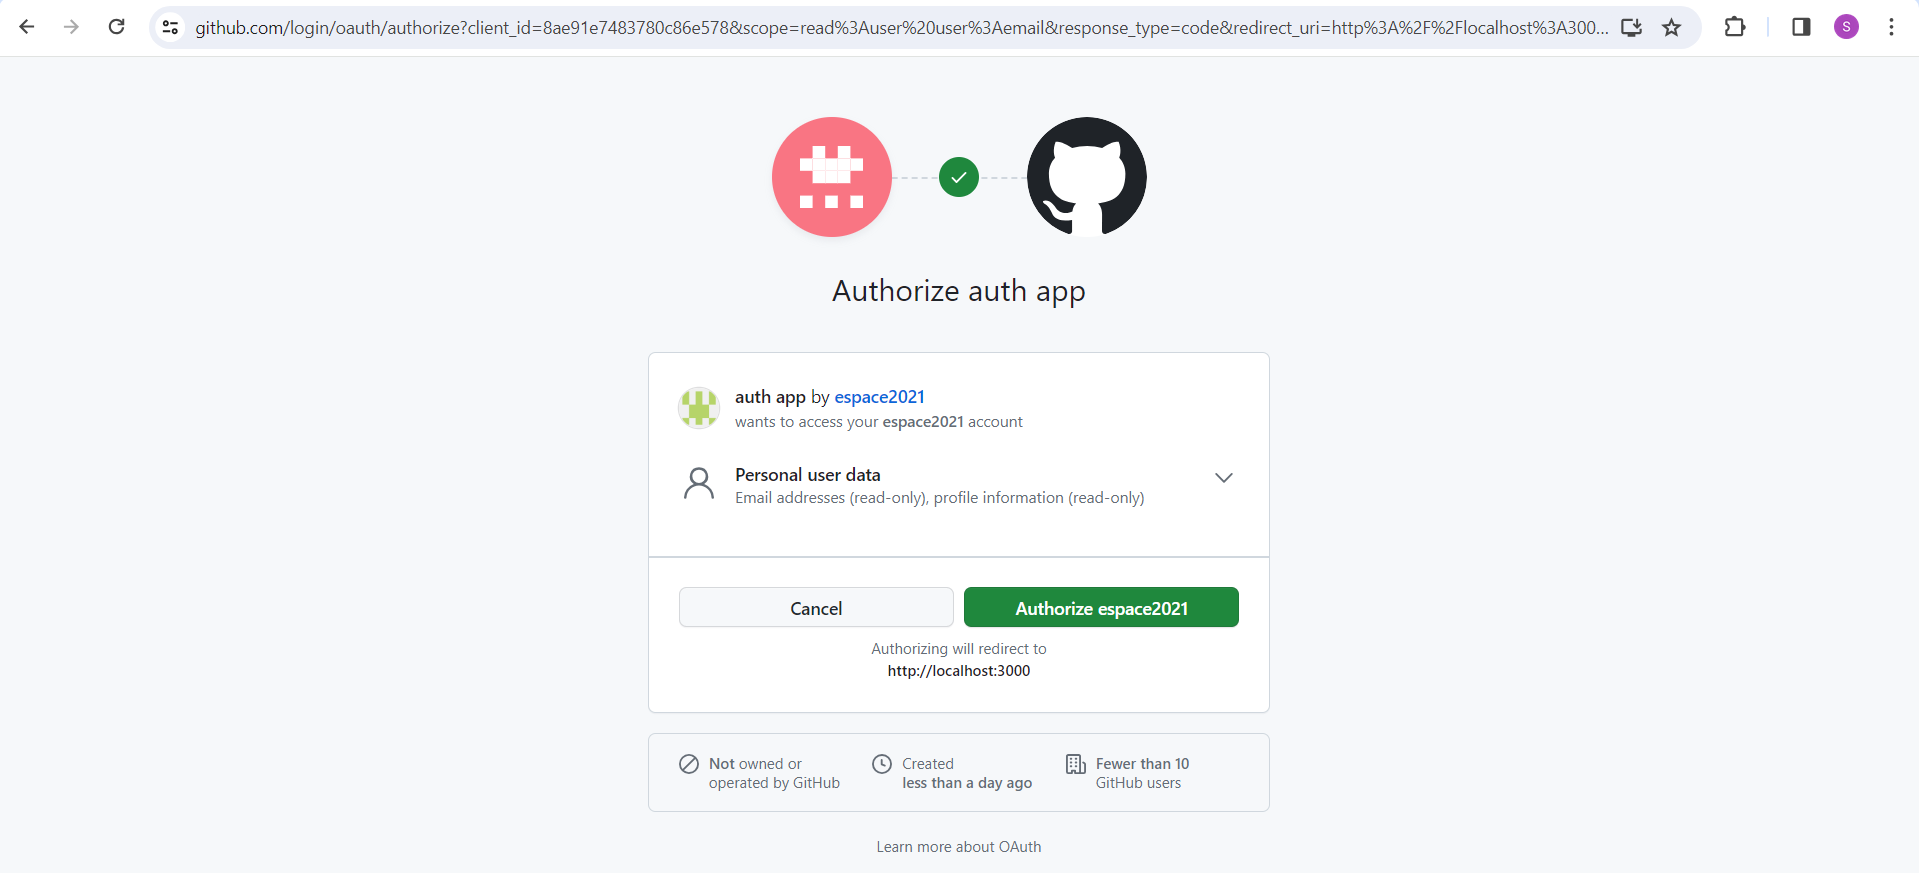 github.com/login/oauth/authorize?client_id=8ae91e7483780c86e578&scope=read%3Auser%20user%3Aemail&response_type=code&redirect_uri=http%3A%2F%2Flocalhost%3A300...
S
Authorize auth app
auth app by espace2021
wants to access your espace2021 account
Personal user data
Email addresses (read-only), profile information (read-only)
Cancel
Authorize espace2021
Authorizing will redirect to
http://localhost:3000
Not owned or
operated by GitHub
Created
less than a day ago
Fewer than 10
GitHub users
Learn more about OAuth